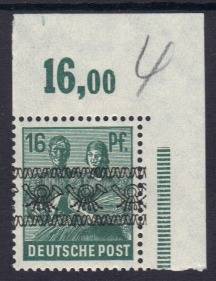 16,00 4
16 Pf.
DEUTSCHE POST